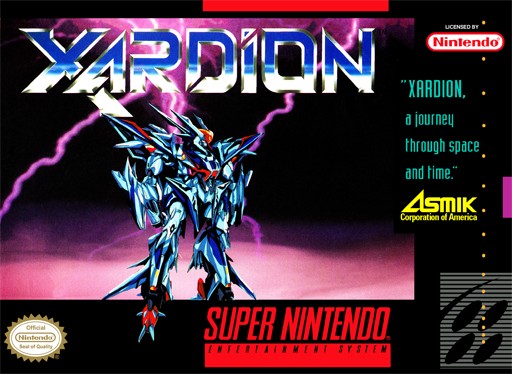 XARDION
LICENSED BY
Nintendo®
"XARDION,
a journey
through space
and time."
ASMIK
Corporation of America
Official
Nintendo
Seal of Quality
SUPER NINTENDO®
ENTERTAINMENT SYSTEM